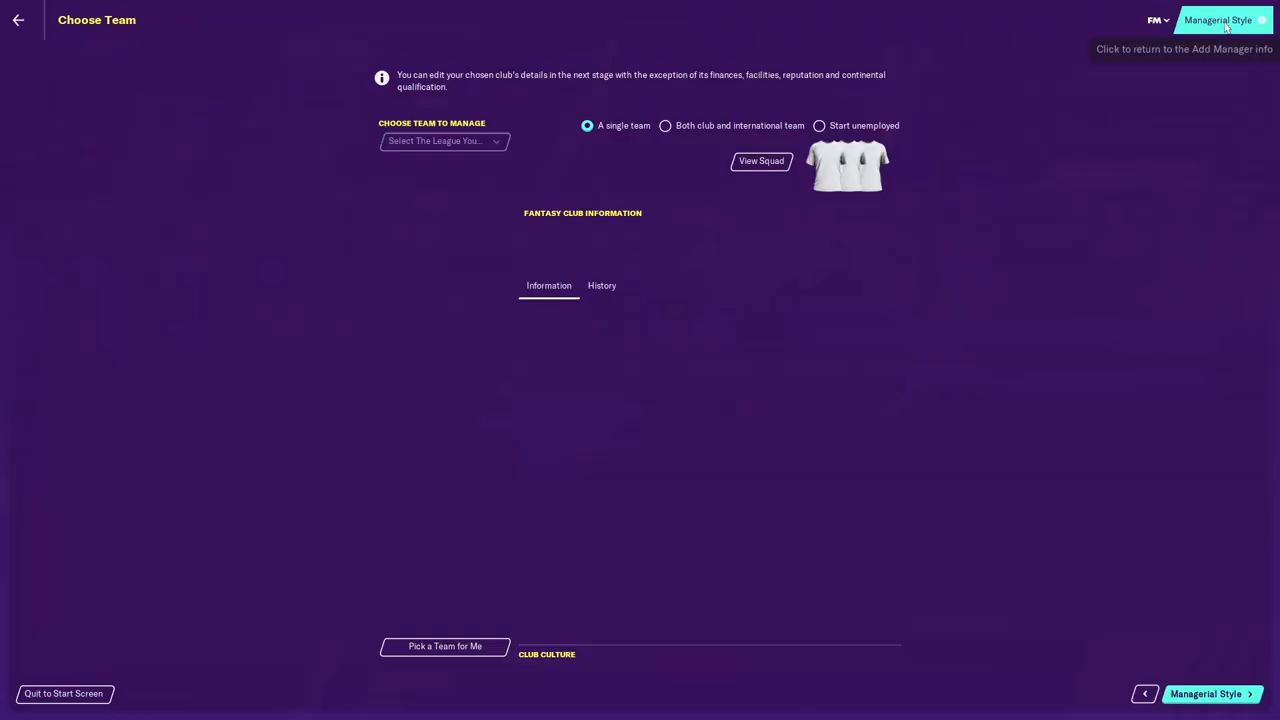 Choose Team
FM
Managerial Style
Click to return to the Add Manager info
You can edit your chosen club's details in the next stage with the exception of its finances, facilities, reputation and continental
qualification.
CHOOSE TEAM TO MANAGE
A single team
Both club and international team
Start unemployed
Select The League You...
View Squad
FANTASY CLUB INFORMATION
Information
History
Pick a Team for Me
CLUB CULTURE
Quit to Start Screen
Managerial Style